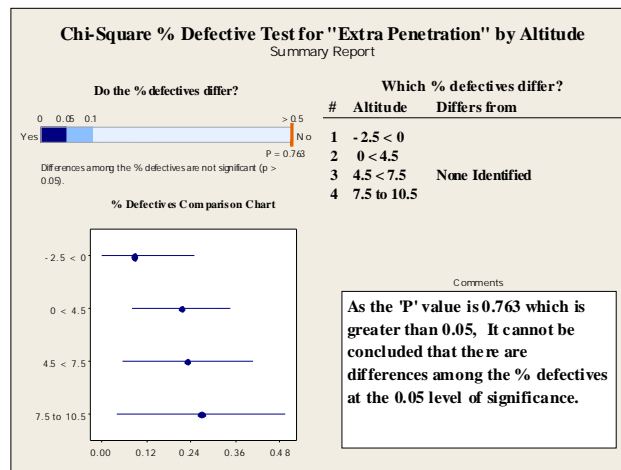 Chi-Square % Defective Test for "Extra Penetration" by Altitude
Summary Report
Do the % defectives differ?
0 0.05 0.1 > 0.5
Yes No
P = 0.763
Differences among the % defectives are not significant (p >
0.05).
Which % defectives differ?
# Altitude Differs from
1 -2.5 < 0
2 0 < 4.5
3 4.5 < 7.5 None Identified
4 7.5 to 10.5
% Defectives Comparison Chart
-2.5 < 0
0 < 4.5
4.5 < 7.5
7.5 to 10.5
0.00 0.12 0.24 0.36 0.48
Comments
As the 'P' value is 0.763 which is
greater than 0.05, It cannot be
concluded that there are
differences among the % defectives
at the 0.05 level of significance.